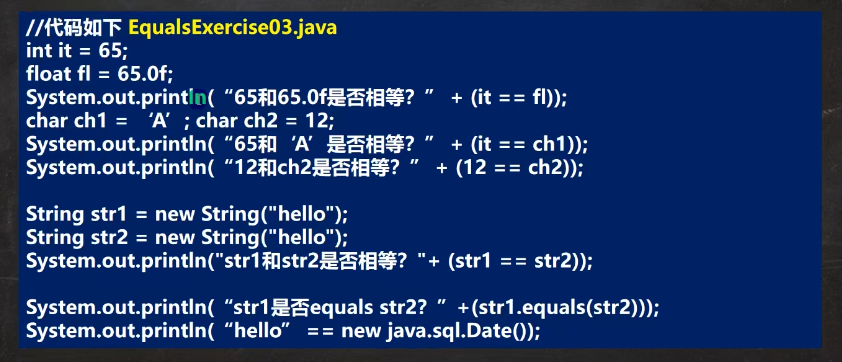 //代码如下 EqualsExercise03.java
int it = 65;
float fl = 65.0f;
System.out.println(“65和65.0f是否相等？” + (it == fl));
char ch1 = ‘A’; char ch2 = 12;
System.out.println(“65和‘A’是否相等？” + (it == ch1));
System.out.println(“12和ch2是否相等？” + (12 == ch2));
String str1 = new String("hello");
String str2 = new String("hello");
System.out.println("str1和str2是否相等？"+ (str1 == str2));
System.out.println(“str1是否equals str2？”+(str1.equals(str2)));
System.out.println(“hello” == new java.sql.Date());